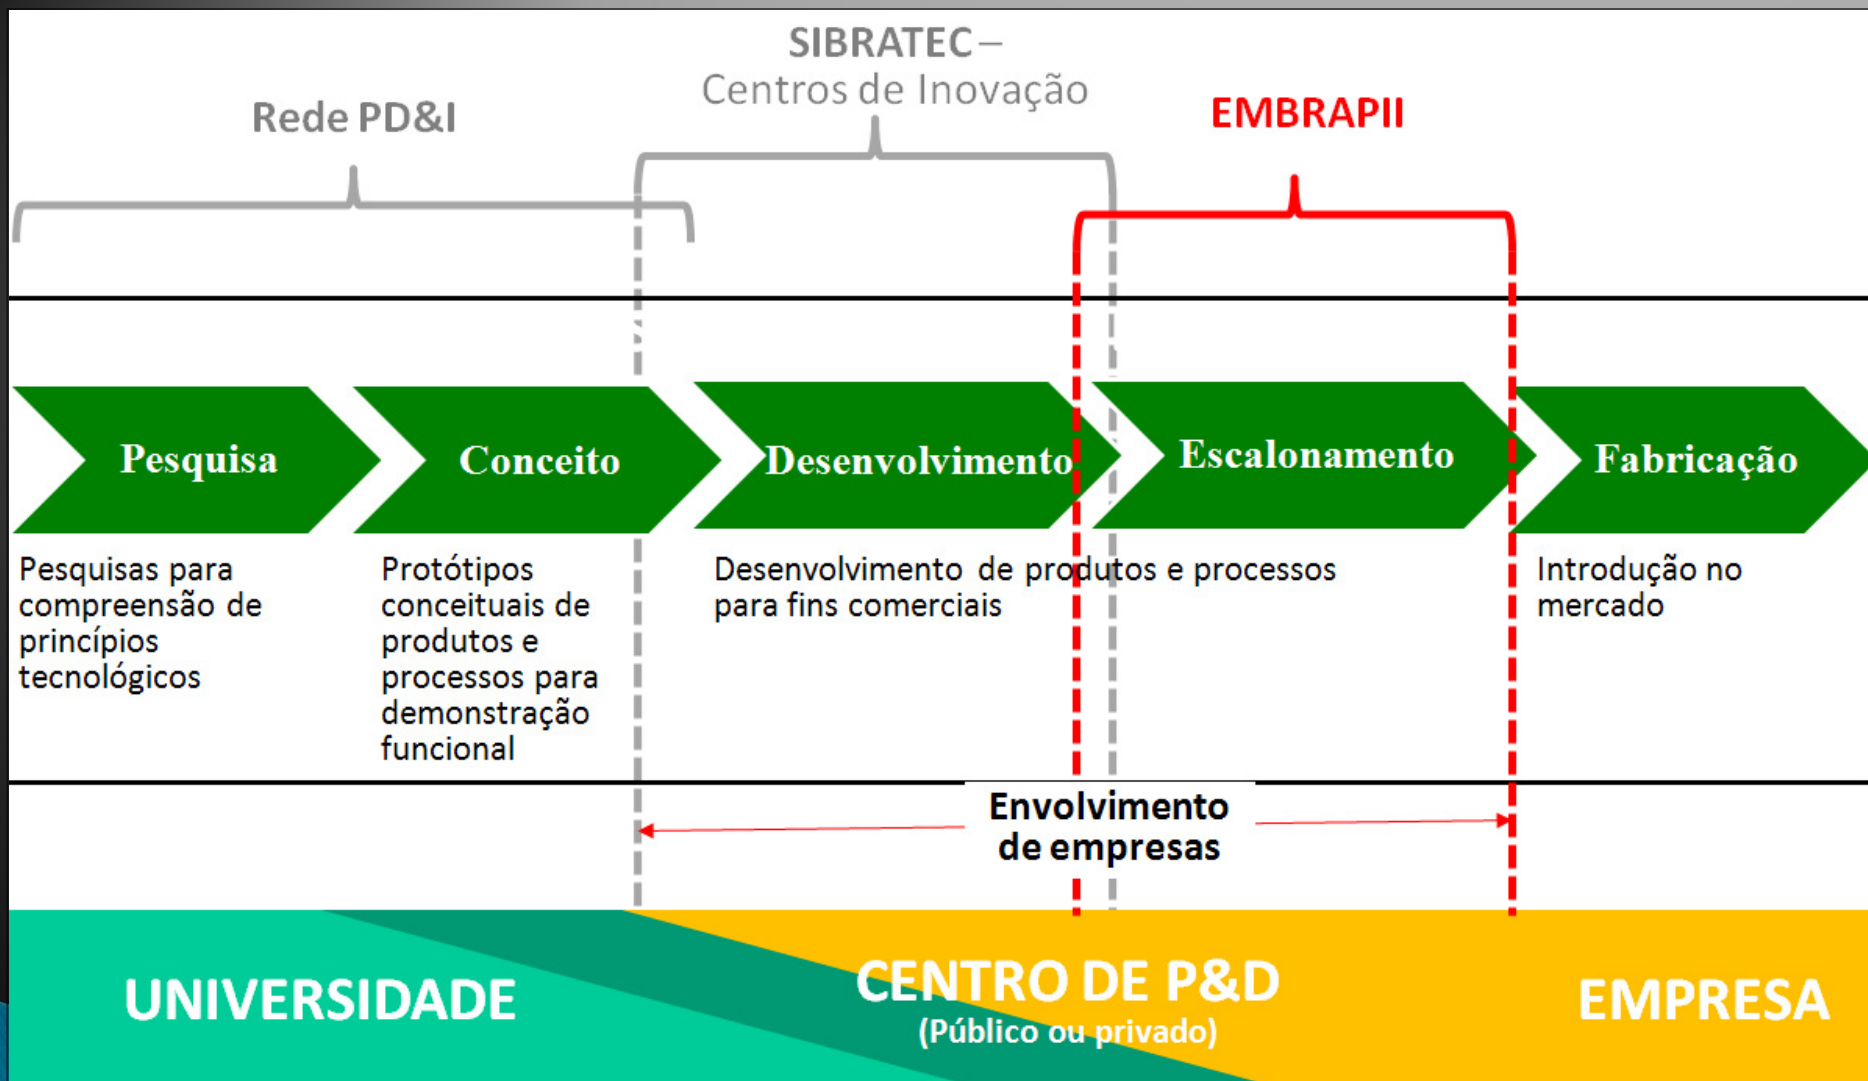 SIBRATEC –
Centros de Inovação
Rede PD&I
EMBRAPII
Pesquisa
Conceito
Desenvolvimento
Escalonamento
Fabricação
Pesquisas para
compreensão de
princípios
tecnológicos
Protótipos
conceituais de
produtos e
processos para
demonstração
funcional
Desenvolvimento de produtos e processos
para fins comerciais
Introdução no
mercado
Envolvimento
de empresas
UNIVERSIDADE
CENTRO DE P&D
(Público ou privado)
EMPRESA